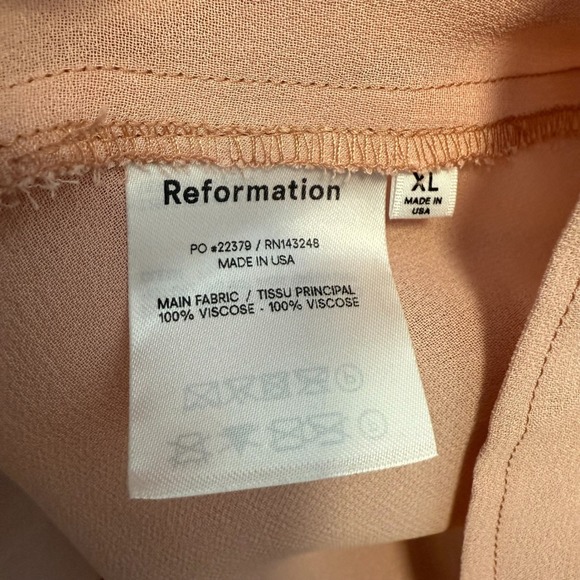 Reformation
XL
MADE IN
USA
PO #22379 / RN143248
MADE IN USA
MAIN FABRIC / TISSU PRINCIPAL
100% VISCOSE - 100% VISCOSE